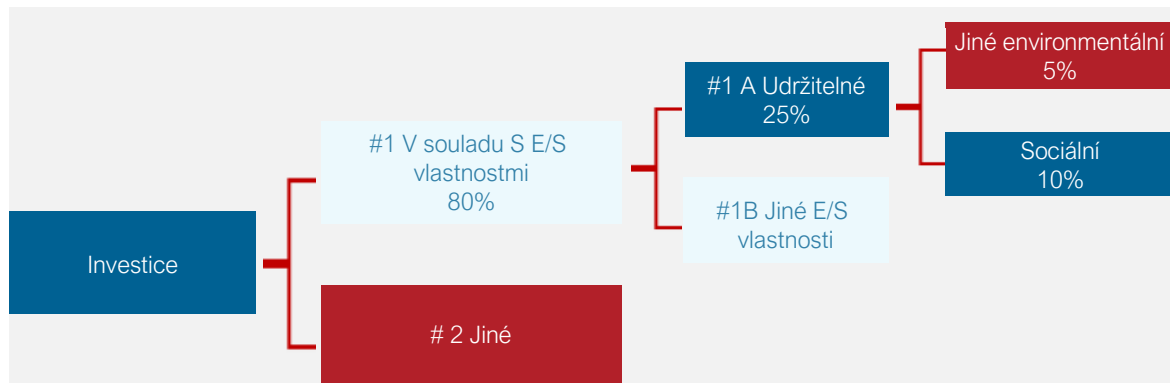 Jiné environmentální
5%
#1 A Udržitelné
25%
#1 V souladu S E/S
vlastnostmi
80%
Sociální
10%
#1B Jiné E/S
vlastnosti
Investice
# 2 Jiné